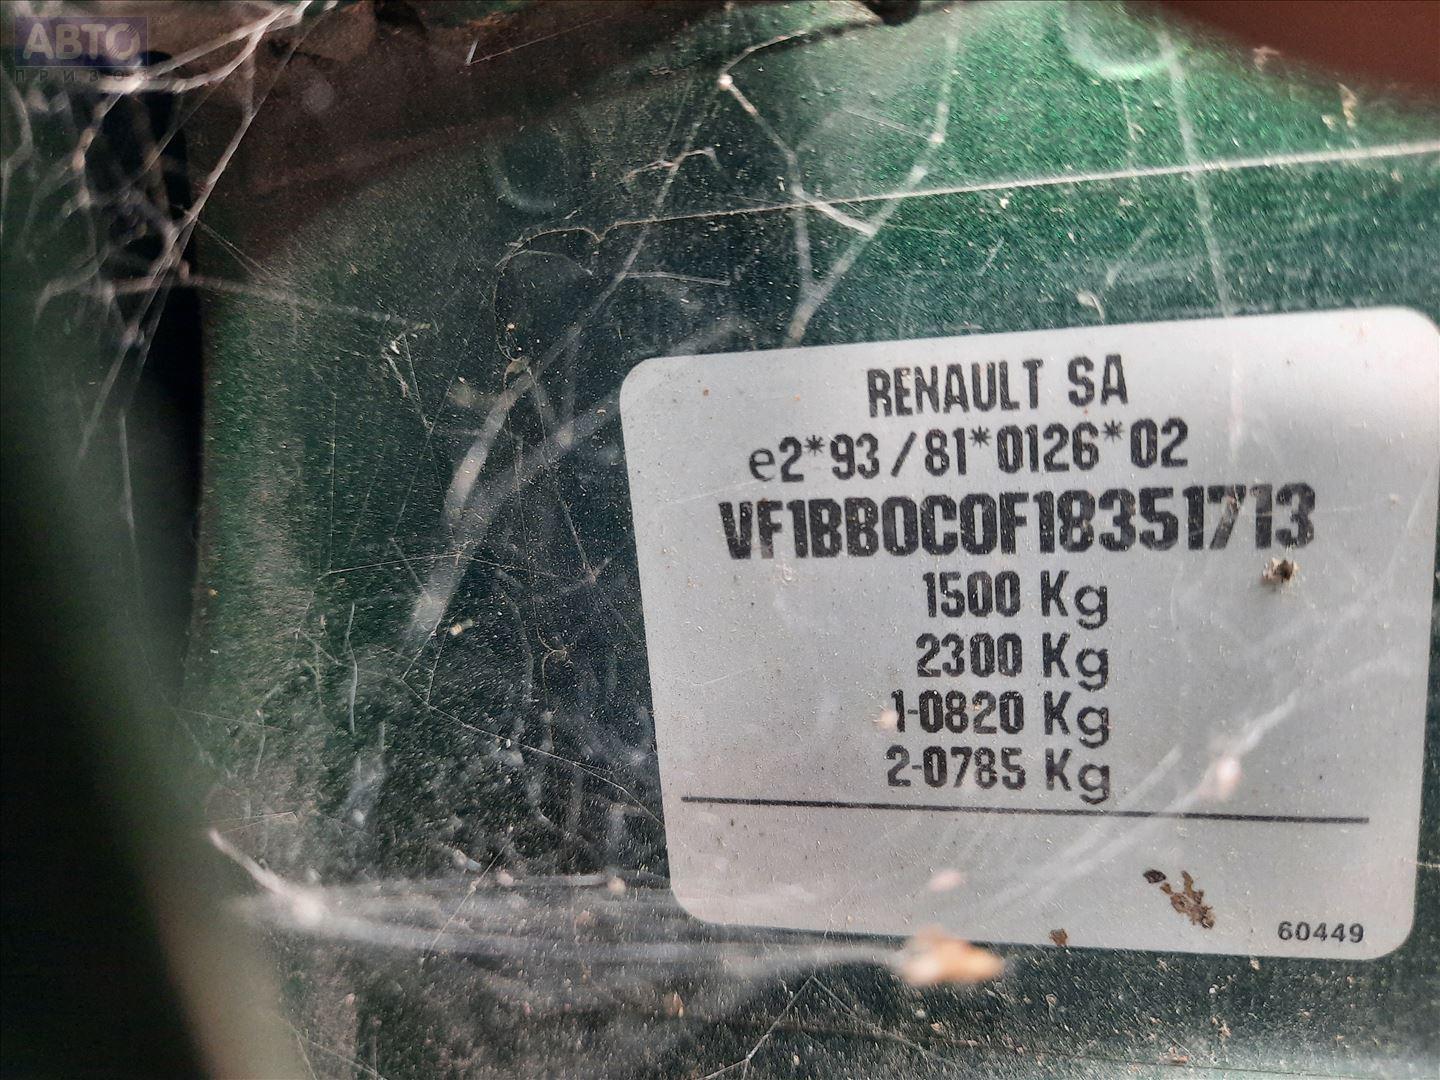 АВТО
ПРИВОЗ
RENAULT SA
e2*93/81*0126*02
VF1BB0C0F18351713
1500 Kg
2300 Kg
1-0820 Kg
2-0785 Kg
60449